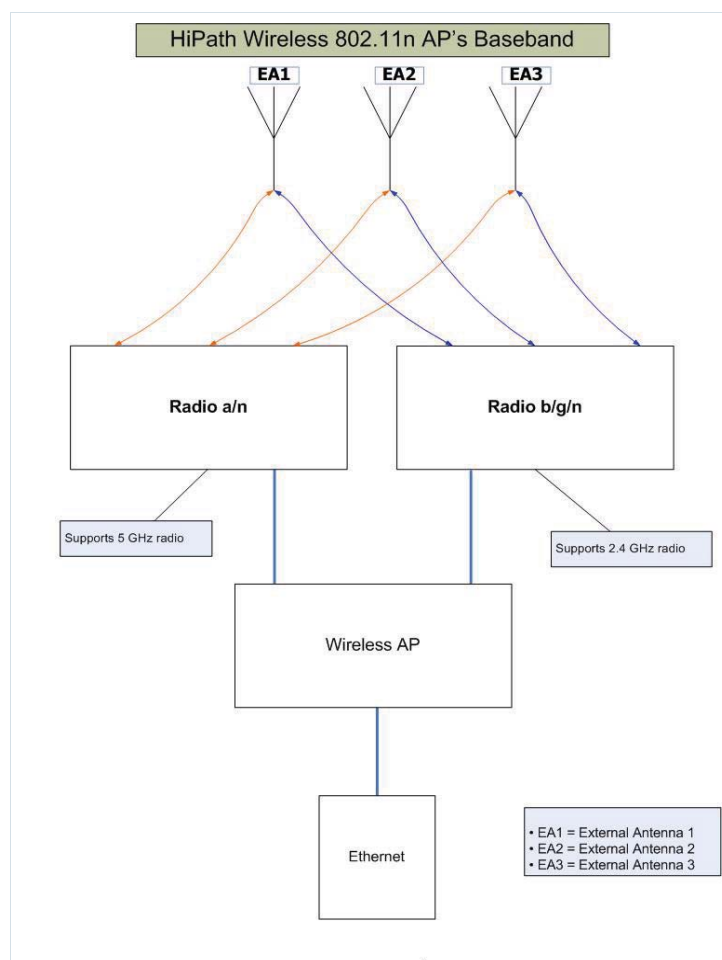 HiPath Wireless 802.11n AP's Baseband
EA1 EA2 EA3
Radio a/n
Radio b/g/n
Supports 5 GHz radio
Supports 2.4 GHz radio
Wireless AP
Ethernet
• EA1 = External Antenna 1
• EA2 = External Antenna 2
• EA3 = External Antenna 3